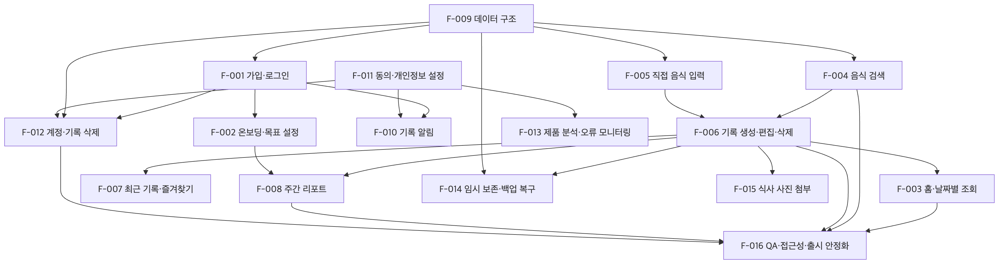 F-009 데이터 구조
F-001 가입·로그인
F-011 동의·개인정보 설정
F-005 직접 음식 입력
F-004 음식 검색
F-012 계정·기록 삭제
F-002 온보딩·목표 설정
F-010 기록 알림
F-013 제품 분석·오류 모니터링
F-006 기록 생성·편집·삭제
F-007 최근 기록·즐겨찾기
F-008 주간 리포트
F-014 임시 보존·백업 복구
F-015 식사 사진 첨부
F-003 홈·날짜별 조회
F-016 QA·접근성·출시 안정화